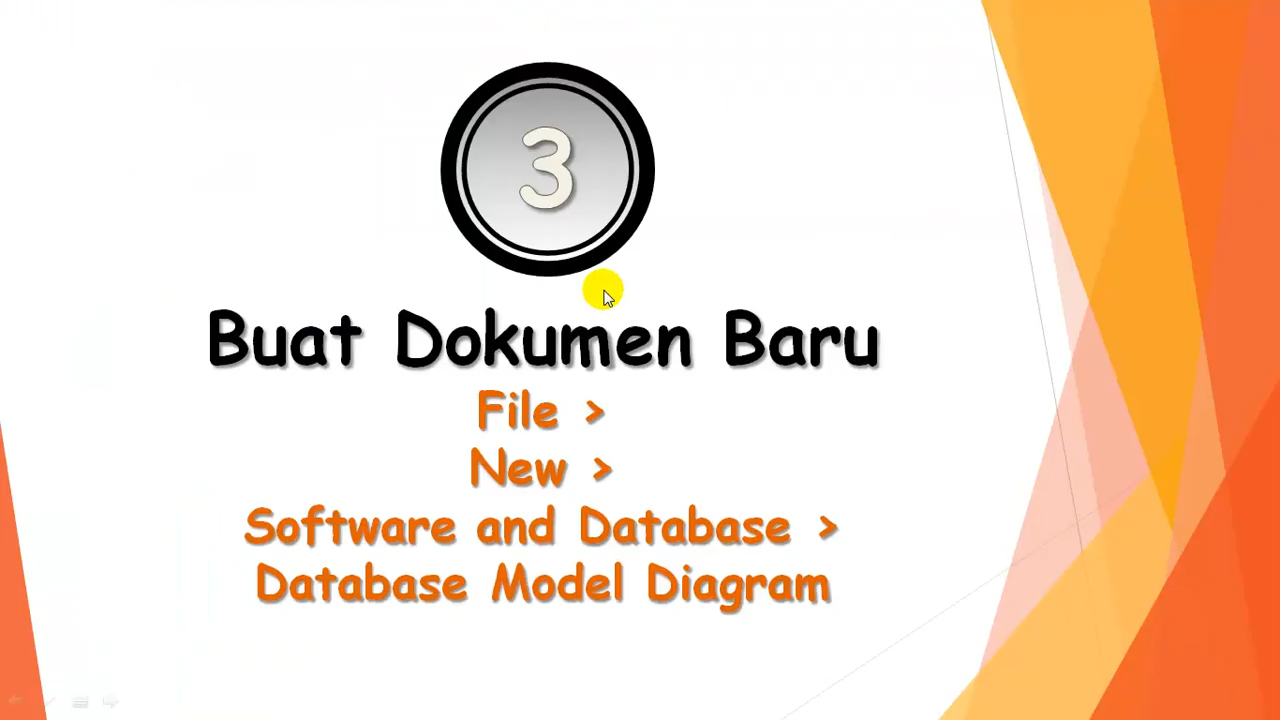 3
Buat Dokumen Baru
File >
New >
Software and Database >
Database Model Diagram